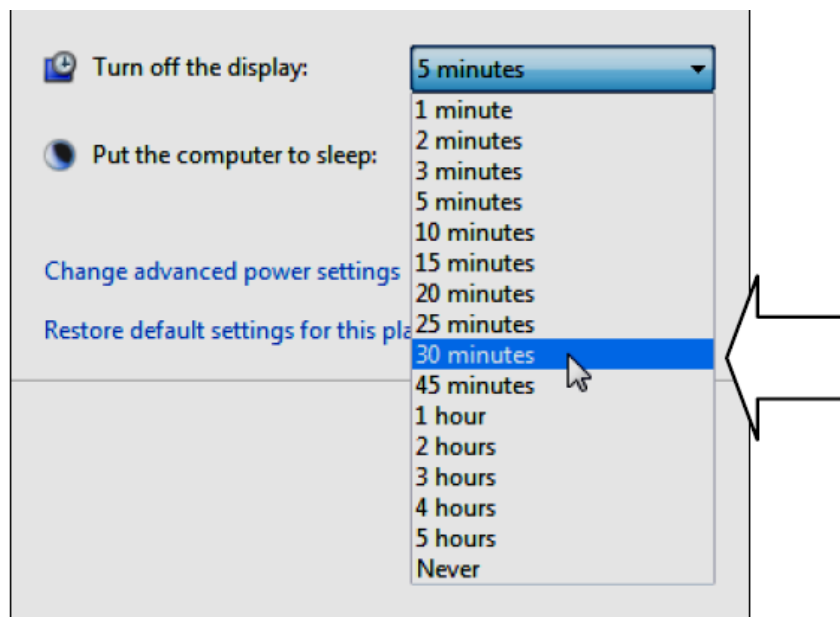 Turn off the display:
5 minutes
1 minute
2 minutes
3 minutes
5 minutes
10 minutes
15 minutes
20 minutes
25 minutes
30 minutes
45 minutes
1 hour
2 hours
3 hours
4 hours
5 hours
Never
Put the computer to sleep:
Change advanced power settings
Restore default settings for this pla